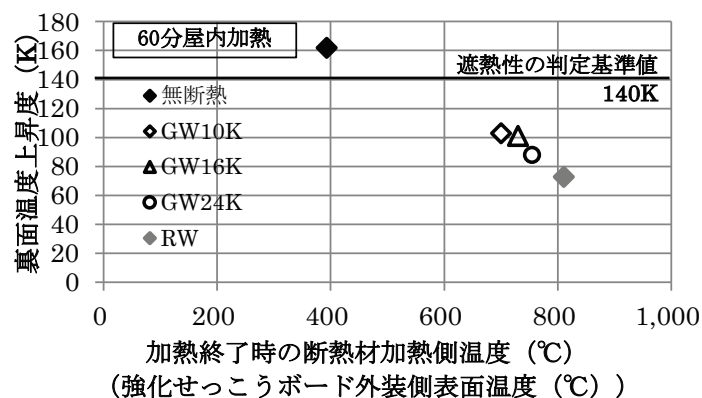 180
160
140
120
100
80
60
40
20
0
裏面温度上昇度（K）
60分屋内加熱
遮熱性の判定基準値
140K
無断熱
GW10K
GW16K
GW24K
RW
0 200 400 600 800 1,000
加熱終了時の断熱材加熱側温度（℃）
（強化せっこうボード外装側表面温度（℃））